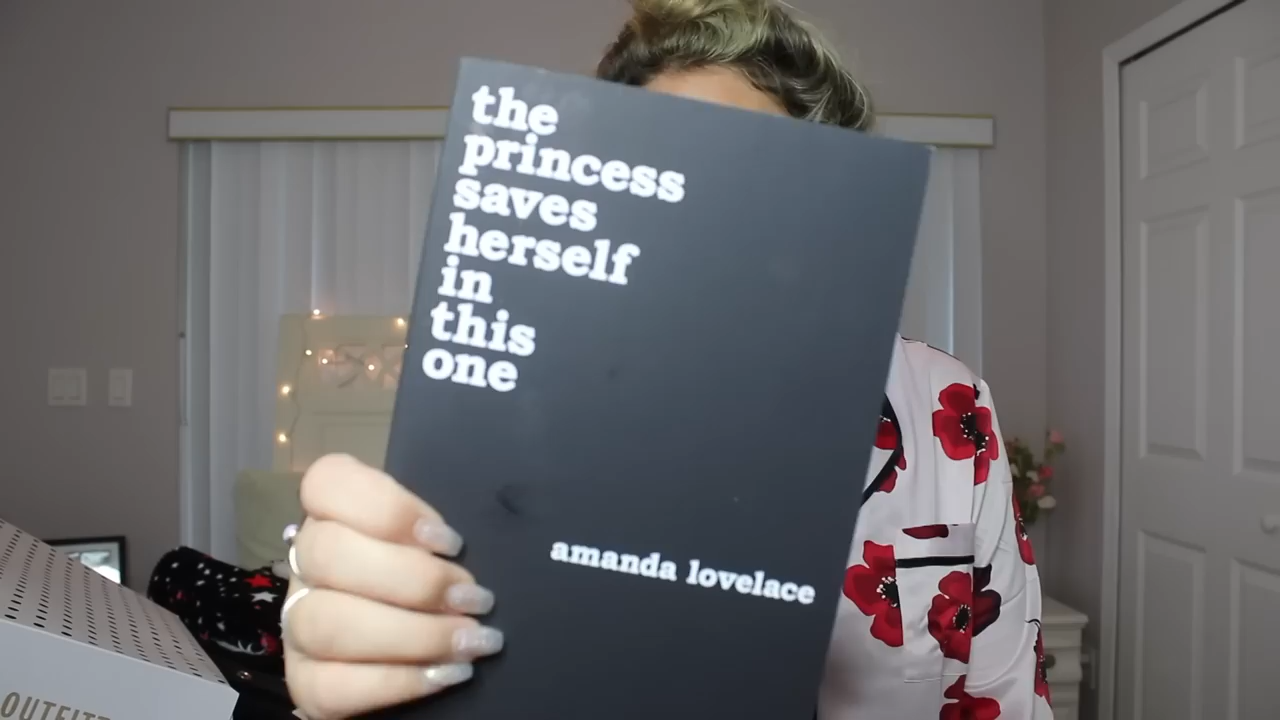 the
princess
saves
herself
in
this
one
amanda lovelace